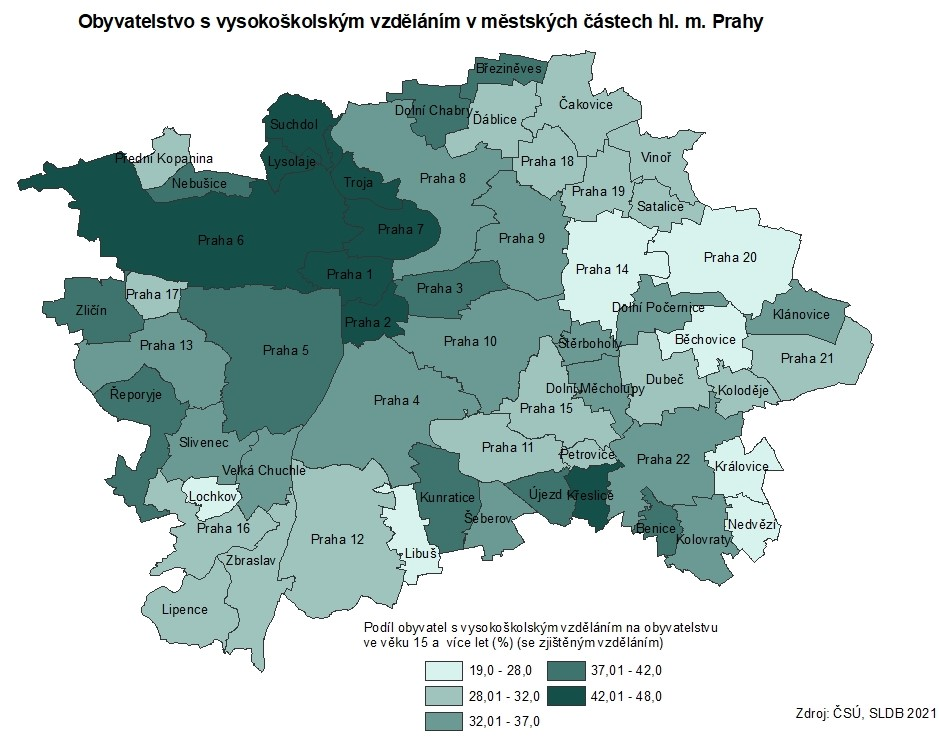 Obyvatelstvo s vysokoškolským vzděláním v městských částech hl. m. Prahy
Březiněves
Dolní Chabry
Čakovice
Ďáblice
Suchdol
Přední Kopanina
Lysolaje
Praha 18
Vinoř
Nebušice
Troja
Praha 8
Praha 19
Satalice
Praha 7
Praha 6
Praha 9
Praha 20
Praha 14
Praha 1
Praha 3
Praha 17
Zličín
Dolní Počernice
Klánovice
Praha 2
Praha 13
Praha 5
Praha 10
Štěrboholy
Běchovice
Praha 21
Dubeč
Řeporyje
Dolní Měcholupy
Koloděje
Praha 4
Praha 15
Slivenec
Praha 11
Petrovice
Praha 22
Královice
Velká Chuchle
Lochkov
Kunratice
Újezd
Křeslice
Šeberov
Praha 16
Benice
Nedvězí
Praha 12
Kolovraty
Libuš
Zbraslav
Lipence
Podíl obyvatel s vysokoškolským vzděláním na obyvatelstvu
ve věku 15 a více let (%) (se zjištěným vzděláním)
19,0 - 28,0
37,01 - 42,0
28,01 - 32,0
42,01 - 48,0
32,01 - 37,0
Zdroj: ČSÚ, SLDB 2021